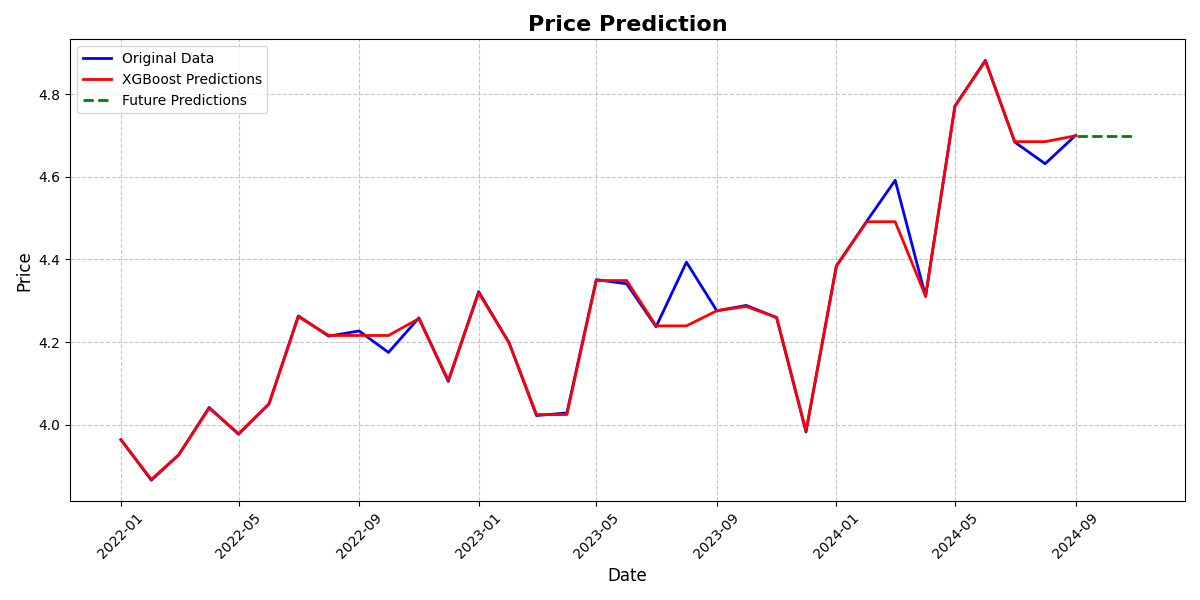 Price Prediction
Original Data
XGBoost Predictions
Future Predictions
Price
4.8
4.6
4.4
4.2
4.0
2022-01
2022-05
2022-09
2023-01
2023-05
2023-09
2024-01
2024-05
2024-09
Date